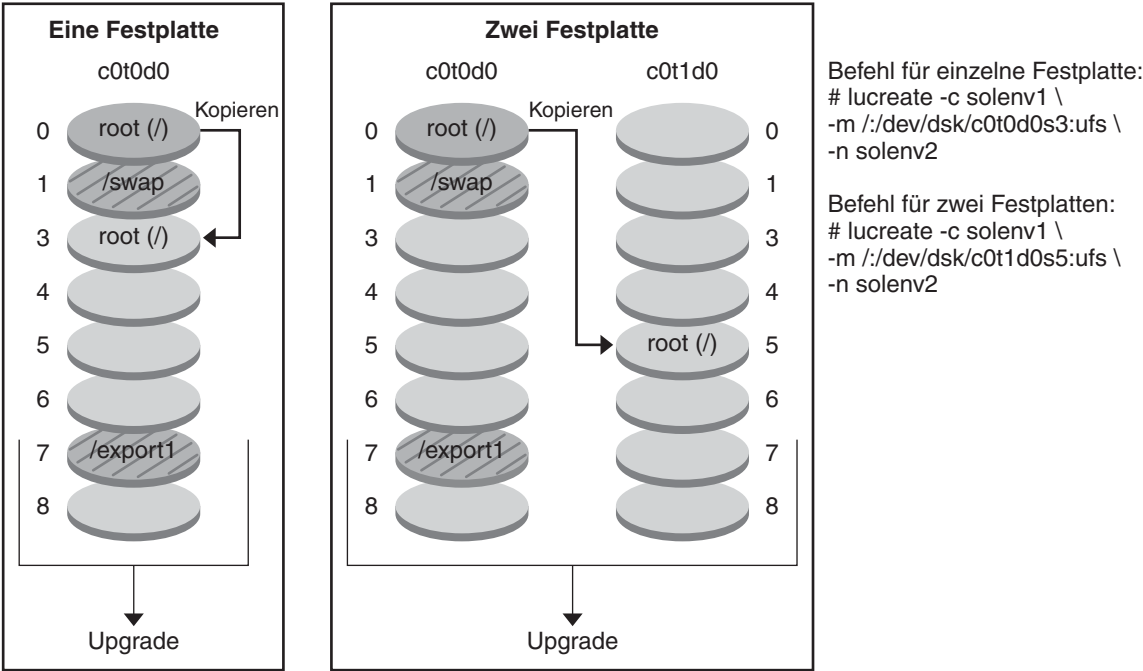 Eine Festplatte
c0t0d0
Kopieren
0 root (/)
1 /swap
3 root (/)
4
5
6
7 /export1
8
Upgrade
Zwei Festplatte
c0t0d0 c0t1d0
Kopieren
0 root (/) 0
1 /swap 1
3 3
4 4
5 root (/) 5
6 6
7 /export1 7
8 8
Upgrade
Befehl für einzelne Festplatte:
# lucreate -c solenv1 \
-m /:/dev/dsk/c0t0d0s3:ufs \
-n solenv2
Befehl für zwei Festplatten:
# lucreate -c solenv1 \
-m /:/dev/dsk/c0t1d0s5:ufs \
-n solenv2